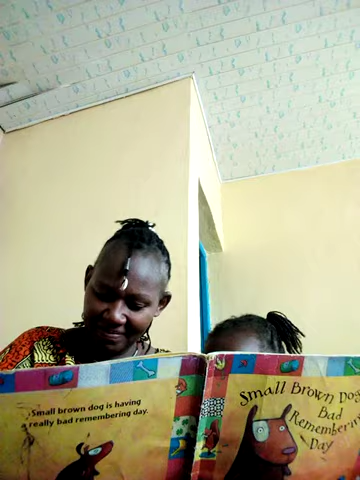 Small brown dog is having
really bad remembering day.
Small Brown Dog
Bad
Remembering
Day